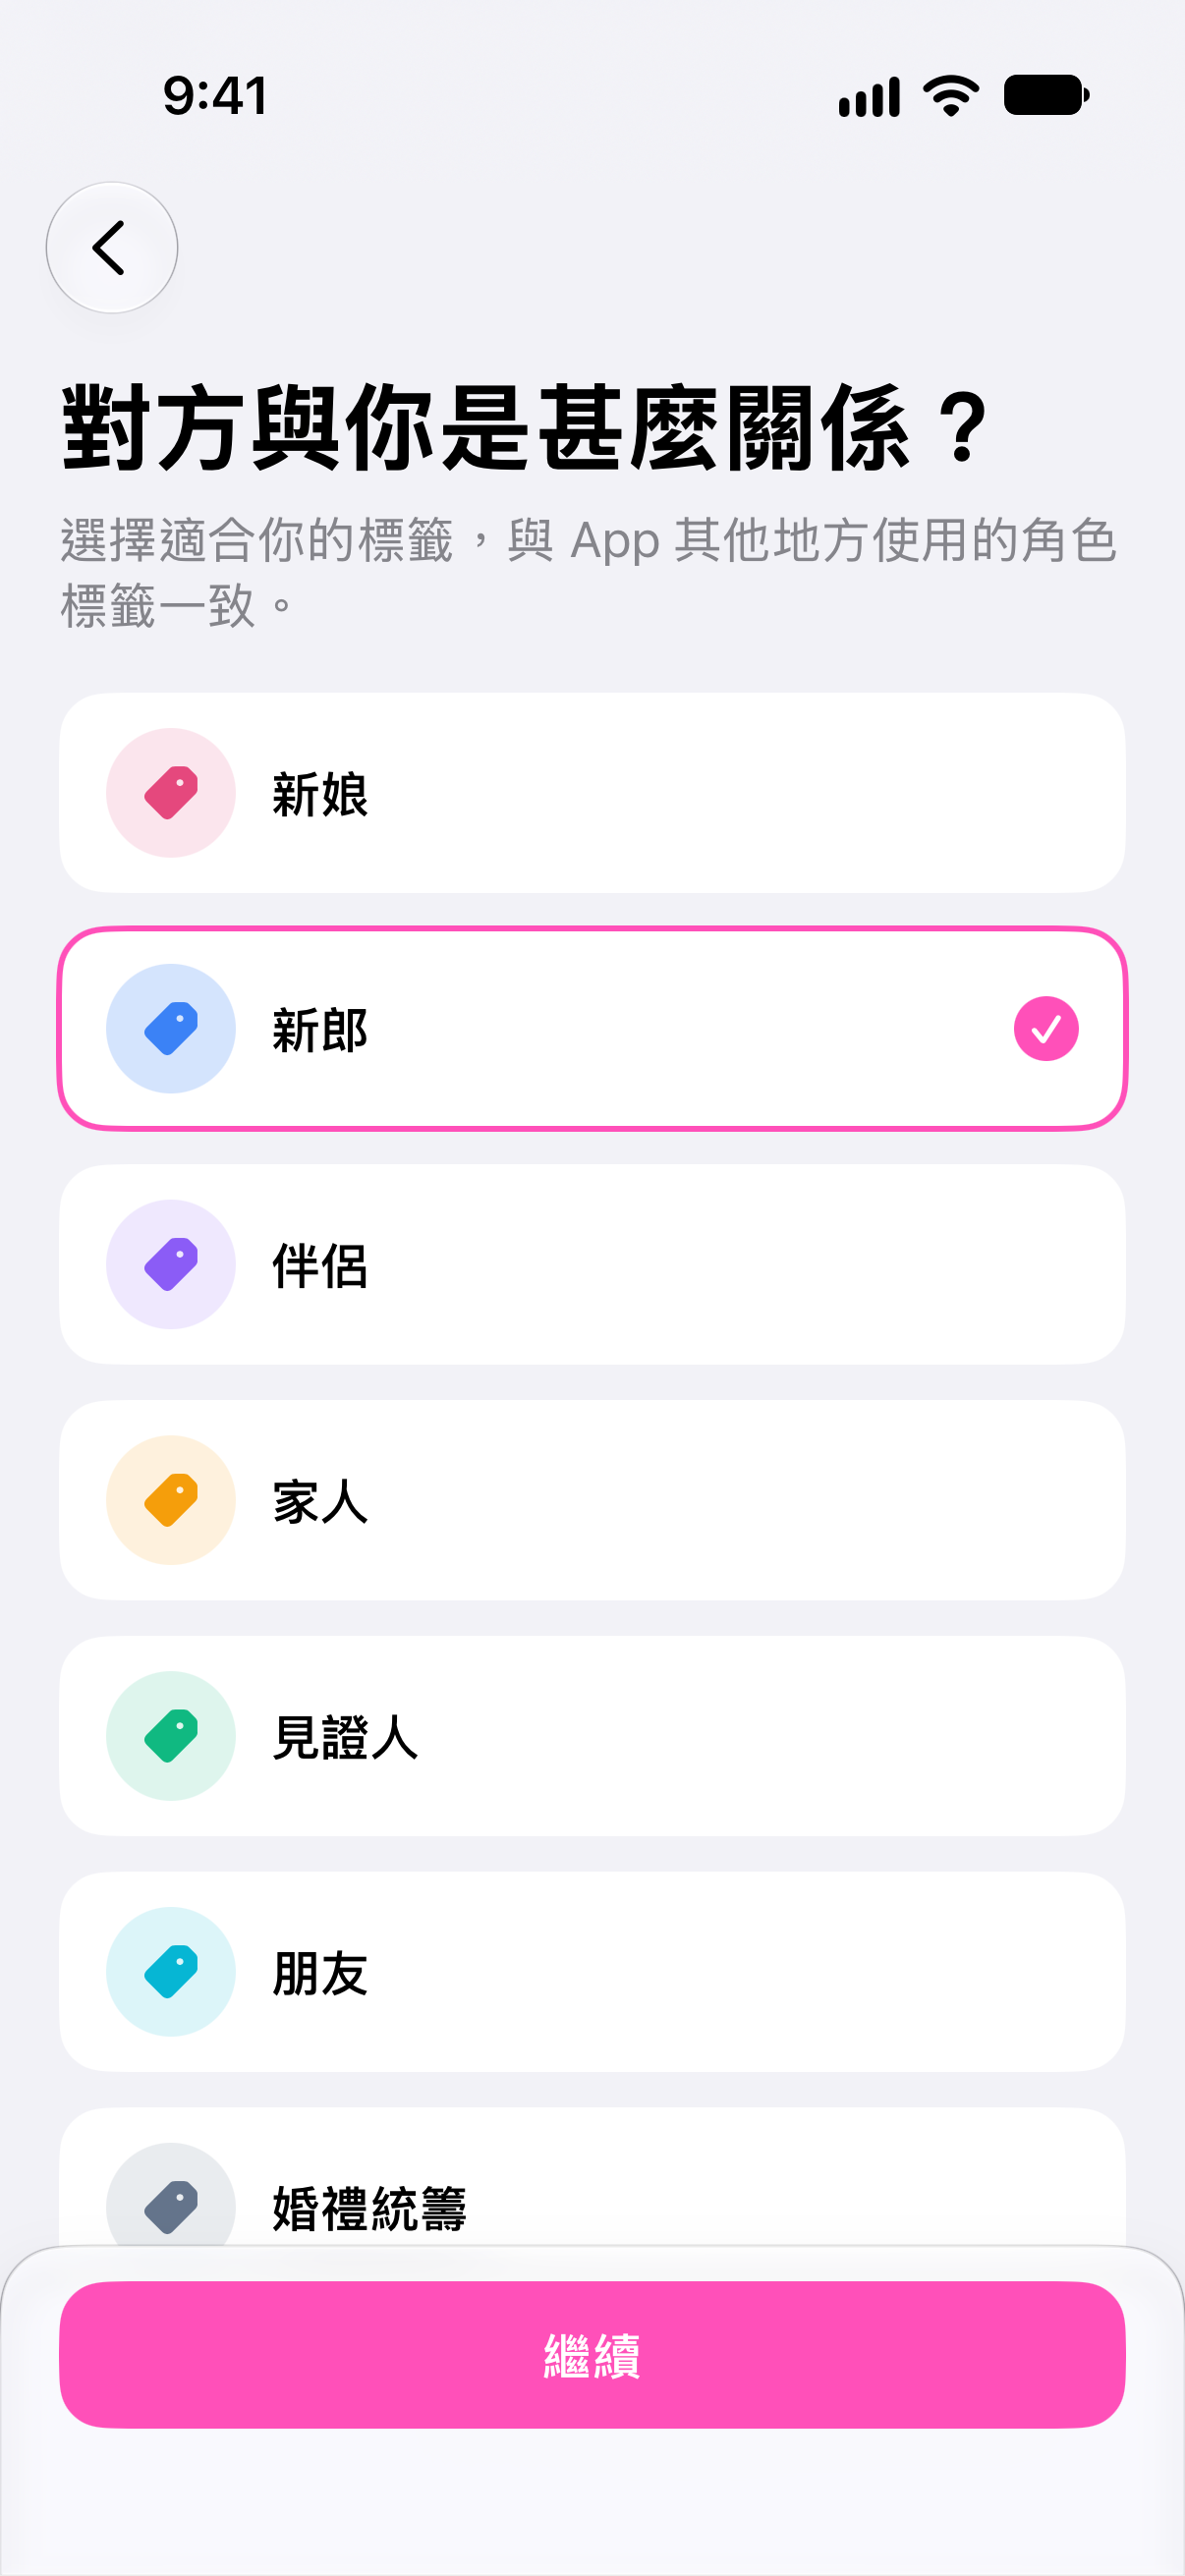 9:41
對方與你是甚麼關係？
選擇適合你的標籤，與 App 其他地方使用的角色
標籤一致。
新娘
新郎
伴侶
家人
見證人
朋友
婚禮統籌
繼續